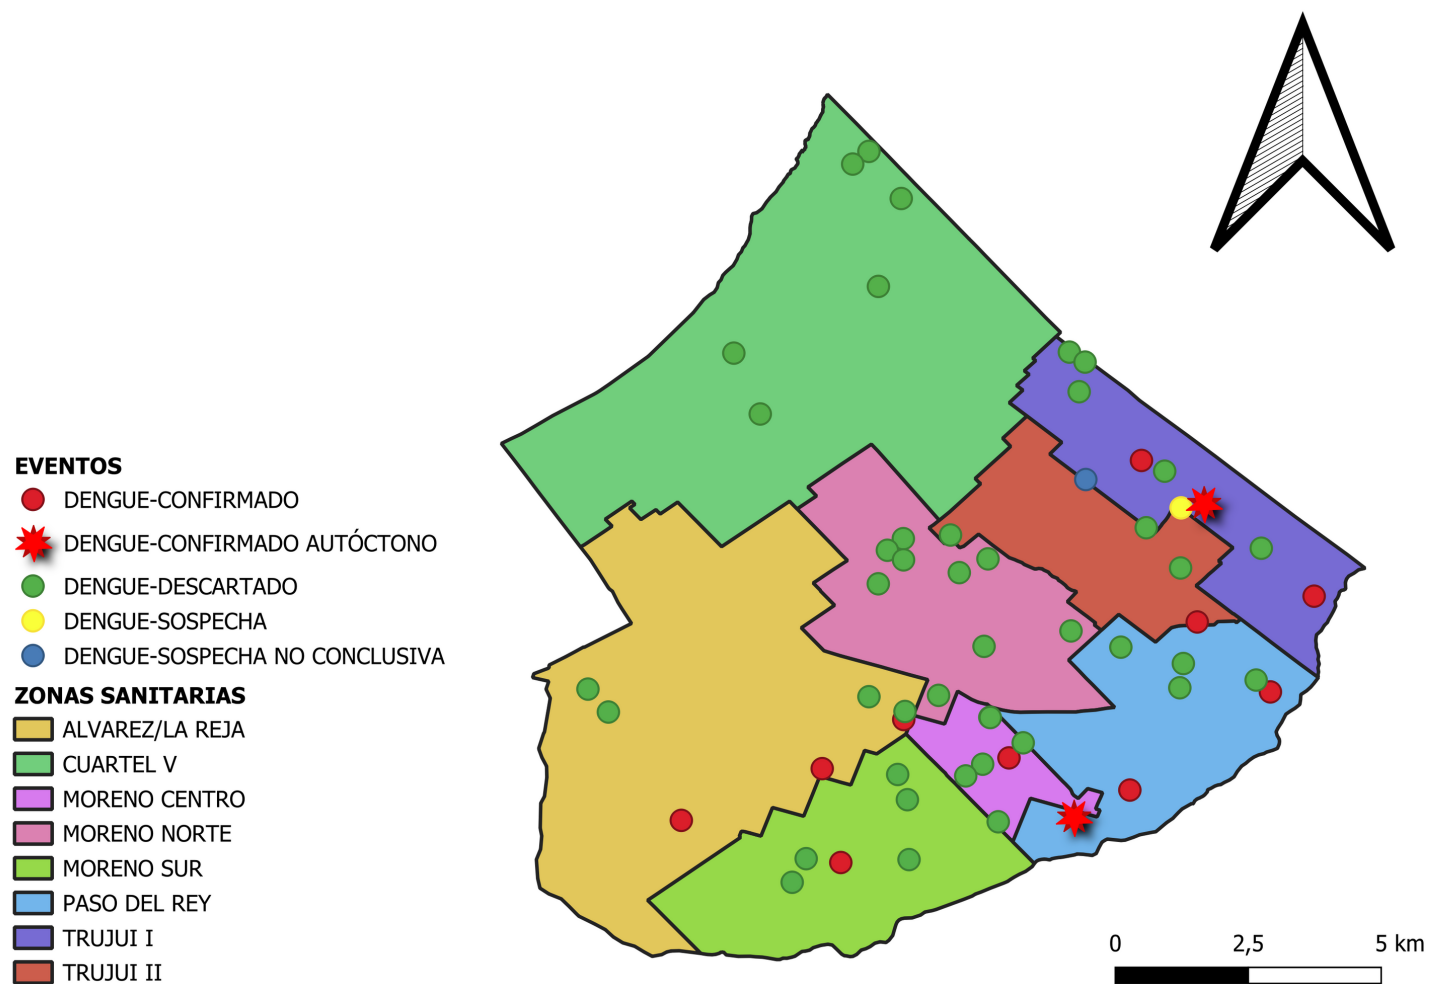 EVENTOS
DENGUE-CONFIRMADO
DENGUE-CONFIRMADO AUTÓCTONO
DENGUE-DESCARTADO
DENGUE-SOSPECHA
DENGUE-SOSPECHA NO CONCLUSIVA
ZONAS SANITARIAS
ALVAREZ/LA REJA
CUARTEL V
MORENO CENTRO
MORENO NORTE
MORENO SUR
PASO DEL REY
TRUJUI I
TRUJUI II
0 2,5 5 km